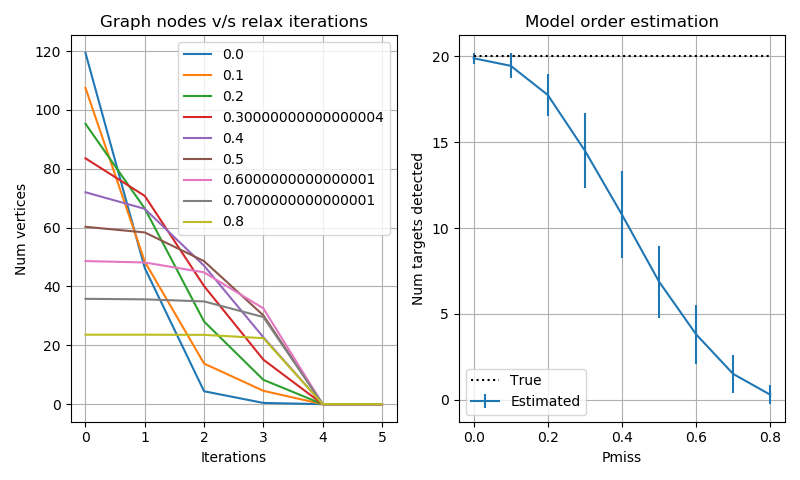 Graph nodes v/s relax iterations
Num vertices
120
100
80
60
40
20
0
0.0
0.1
0.2
0.30000000000000004
0.4
0.5
0.6000000000000001
0.7000000000000001
0.8
0 1 2 3 4 5
Iterations
Model order estimation
Num targets detected
20
15
10
5
0
True
Estimated
0.0 0.2 0.4 0.6 0.8
Pmiss